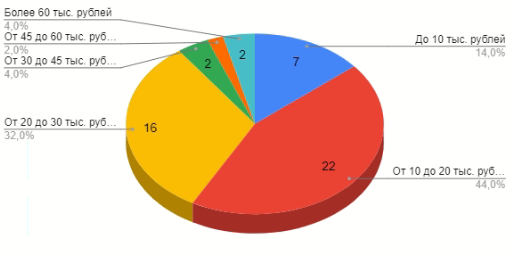 Более 60 тыс. рублей
4,0%
От 45 до 60 тыс. руб…
2,0%
От 30 до 45 тыс. руб…
4,0%
От 20 до 30 тыс. руб…
32,0%
До 10 тыс. рублей
14,0%
От 10 до 20 тыс. руб…
44,0%
7
22
16
2
2